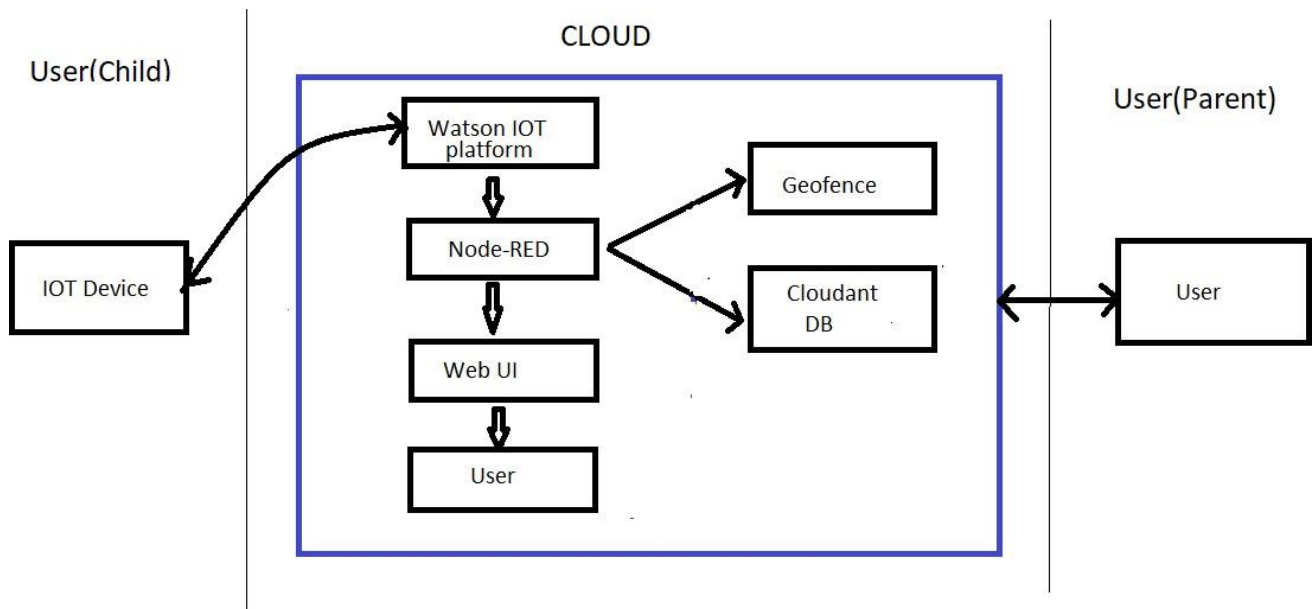 CLOUD
User(Child)
User(Parent)
Watson IOT
platform
Geofence
Node-RED
IOT Device
Cloudant
DB
User
Web UI
User